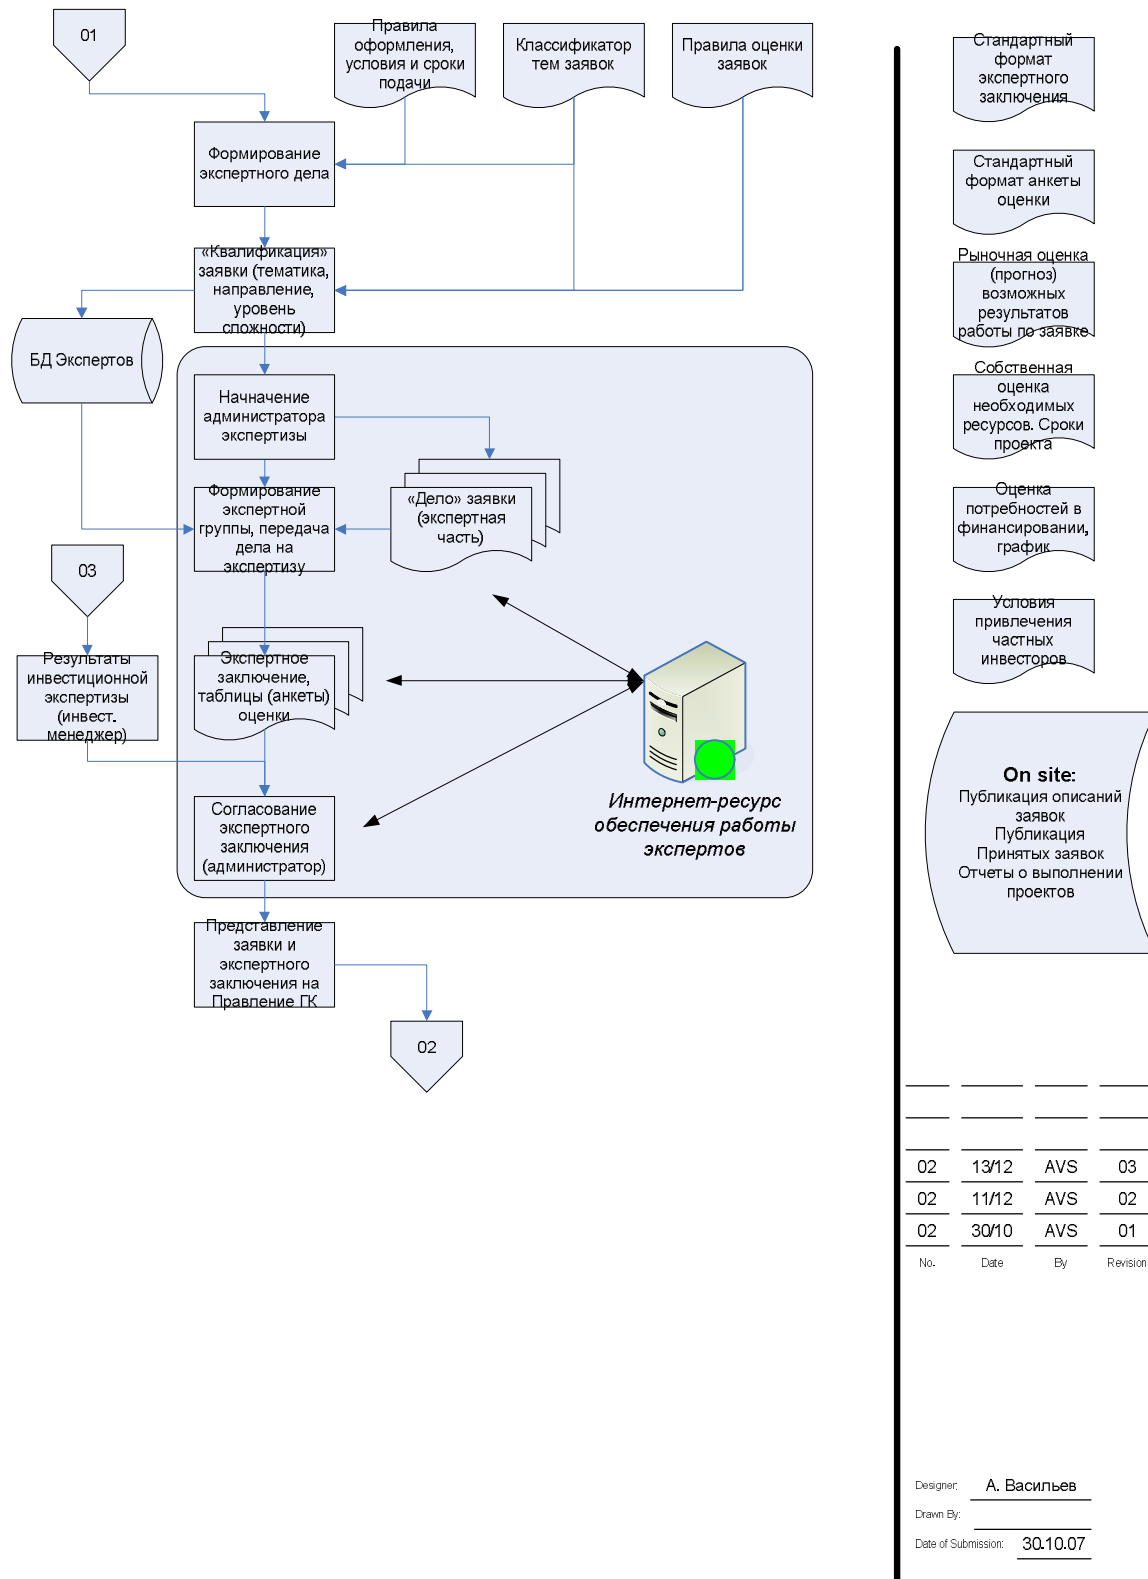 01
Правила
оформления,
условия и сроки
подачи
Классификатор
тем заявок
Правила оценки
заявок
Формирование
экспертного дела
«Квалификация»
заявки (тематика,
направление,
уровень
сложности)
БД Экспертов
Начначение
администратора
экспертизы
Формирование
экспертной
группы, передача
дела на
экспертизу
«Дело» заявки
(экспертная
часть)
03
Результаты
инвестиционной
экспертизы
(инвест.
менеджер)
Экспертное
заключение,
таблицы (анкеты)
оценки
Интернет-ресурс
обеспечения работы
экспертов
Согласование
экспертного
заключения
(администратор)
Представление
заявки и
экспертного
заключения на
Правление ГК
02
Стандартный
формат
экспертного
заключения
Стандартный
формат анкеты
оценки
Рыночная оценка
(прогноз)
возможных
результатов
работы по заявке
Собственная
оценка
необходимых
ресурсов. Сроки
проекта
Оценка
потребностей в
финансировании,
график
Условия
привлечения
частных
инвесторов
On site:
Публикация описаний
заявок
Публикация
Принятых заявок
Отчеты о выполнении
проектов
02 13/12 AVS 03
02 11/12 AVS 02
02 30/10 AVS 01
No. Date By Revision
Designer: А. Васильев
Drawn By:
Date of Submission: 30.10.07